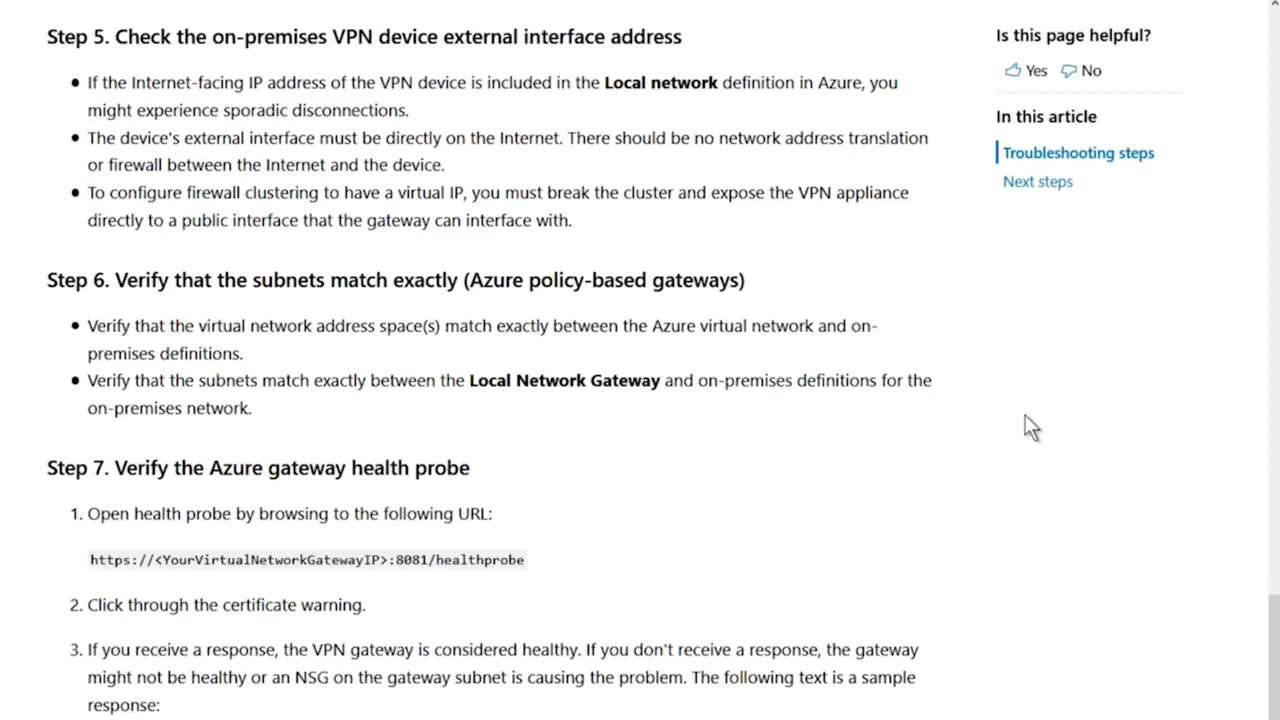 Step 5. Check the on-premises VPN device external interface address
• If the Internet-facing IP address of the VPN device is included in the Local network definition in Azure, you
might experience sporadic disconnections.
• The device's external interface must be directly on the Internet. There should be no network address translation
or firewall between the Internet and the device.
• To configure firewall clustering to have a virtual IP, you must break the cluster and expose the VPN appliance
directly to a public interface that the gateway can interface with.
Step 6. Verify that the subnets match exactly (Azure policy-based gateways)
• Verify that the virtual network address space(s) match exactly between the Azure virtual network and on-
premises definitions.
• Verify that the subnets match exactly between the Local Network Gateway and on-premises definitions for the
on-premises network.
Step 7. Verify the Azure gateway health probe
1. Open health probe by browsing to the following URL:
https://<YourVirtualNetworkGatewayIP>:8081/healthprobe
2. Click through the certificate warning.
3. If you receive a response, the VPN gateway is considered healthy. If you don't receive a response, the gateway
might not be healthy or an NSG on the gateway subnet is causing the problem. The following text is a sample
response:
Is this page helpful?
Yes No
In this article
Troubleshooting steps
Next steps